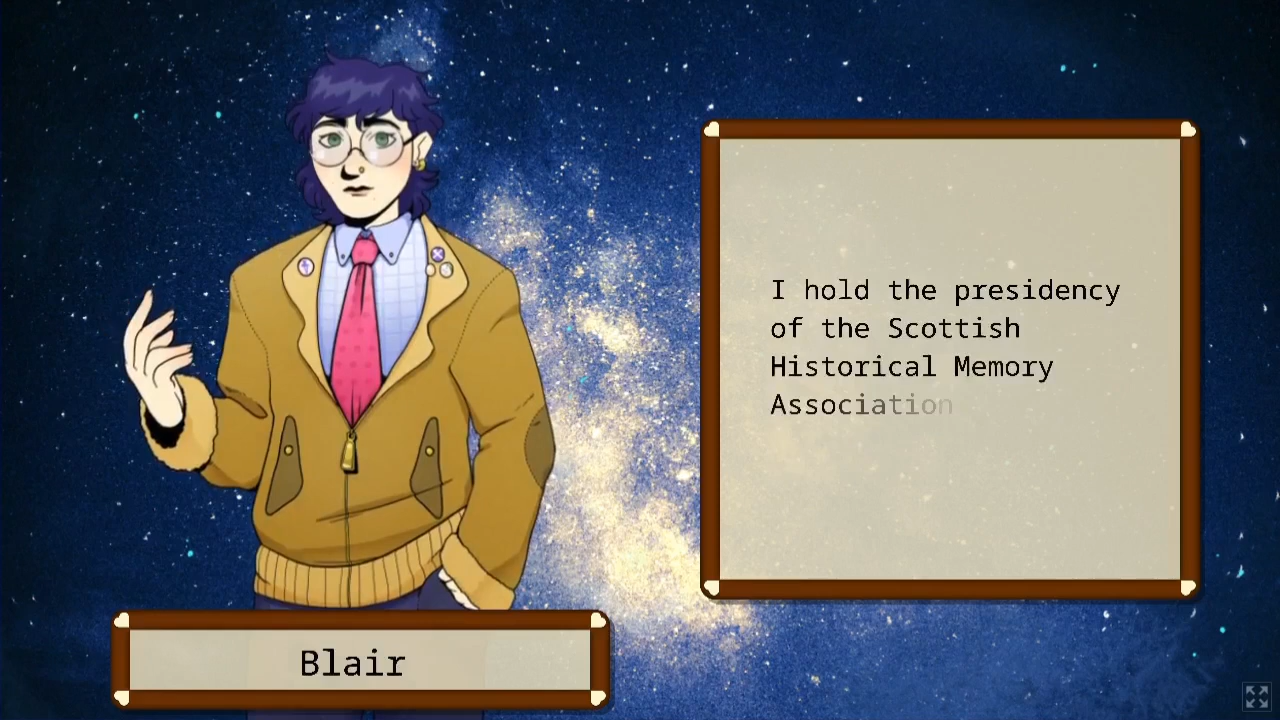 I hold the presidency
of the Scottish
Historical Memory
Association
Blair